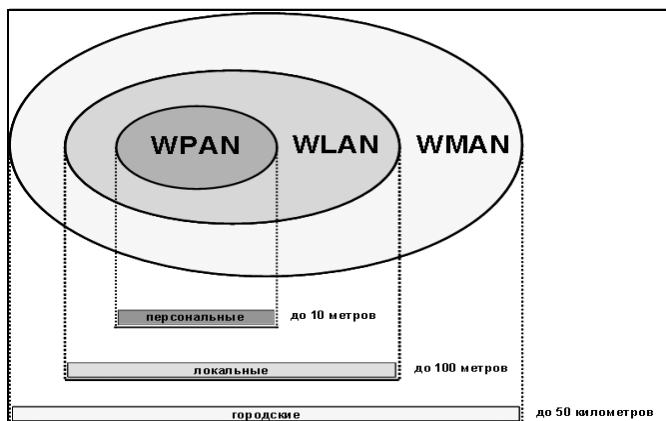 WPAN WLAN WMAN
персональные до 10 метров
локальные до 100 метров
городские до 50 километров